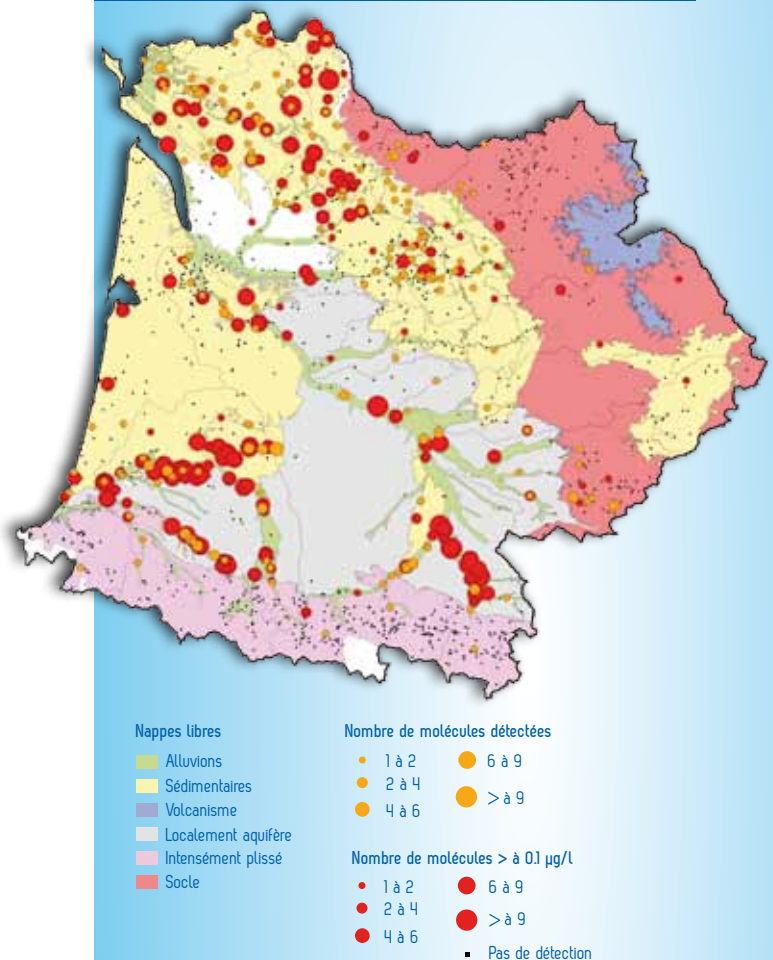 Nappes libres
Alluvions
Sédimentaires
Volcanisme
Localement aquifère
Intensément plissé
Socle
Nombre de molécules détectées
1 à 2
2 à 4
4 à 6
6 à 9
> à 9
Nombre de molécules > à 0.1 µg/l
1 à 2
2 à 4
4 à 6
6 à 9
> à 9
Pas de détection